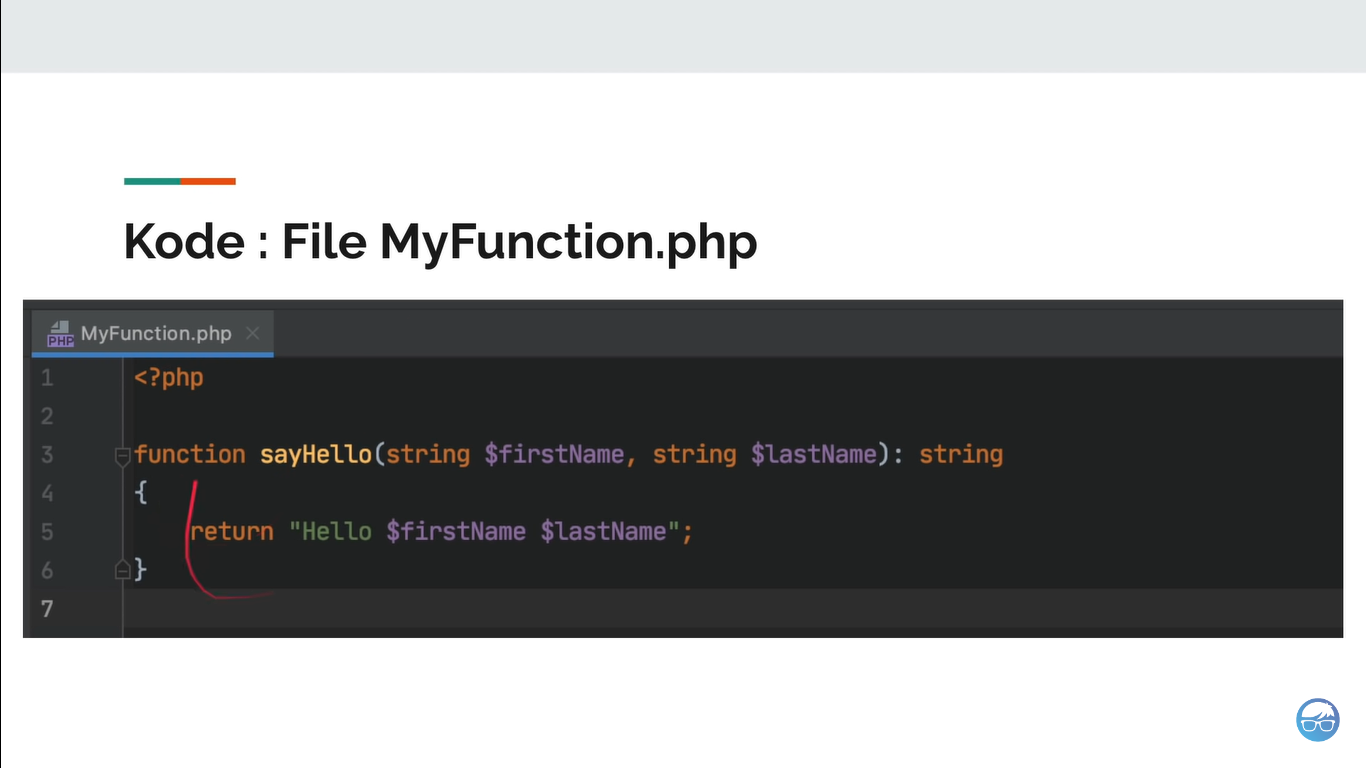 Kode : File MyFunction.php
PHP MyFunction.php
1 <?php
2
3 function sayHello(string $firstName, string $lastName): string
4 {
5 return "Hello $firstName $lastName";
6 }
7